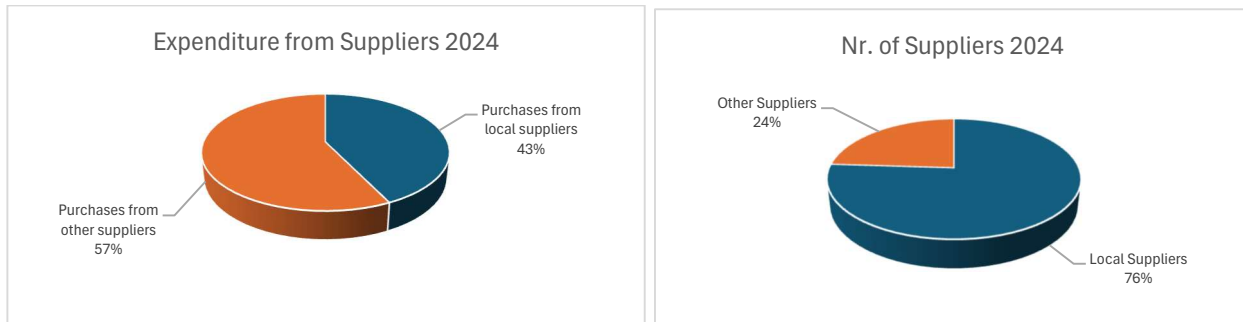 Expenditure from Suppliers 2024
Purchases from
local suppliers
43%
Purchases from
other suppliers
57%
Nr. of Suppliers 2024
Other Suppliers
24%
Local Suppliers
76%